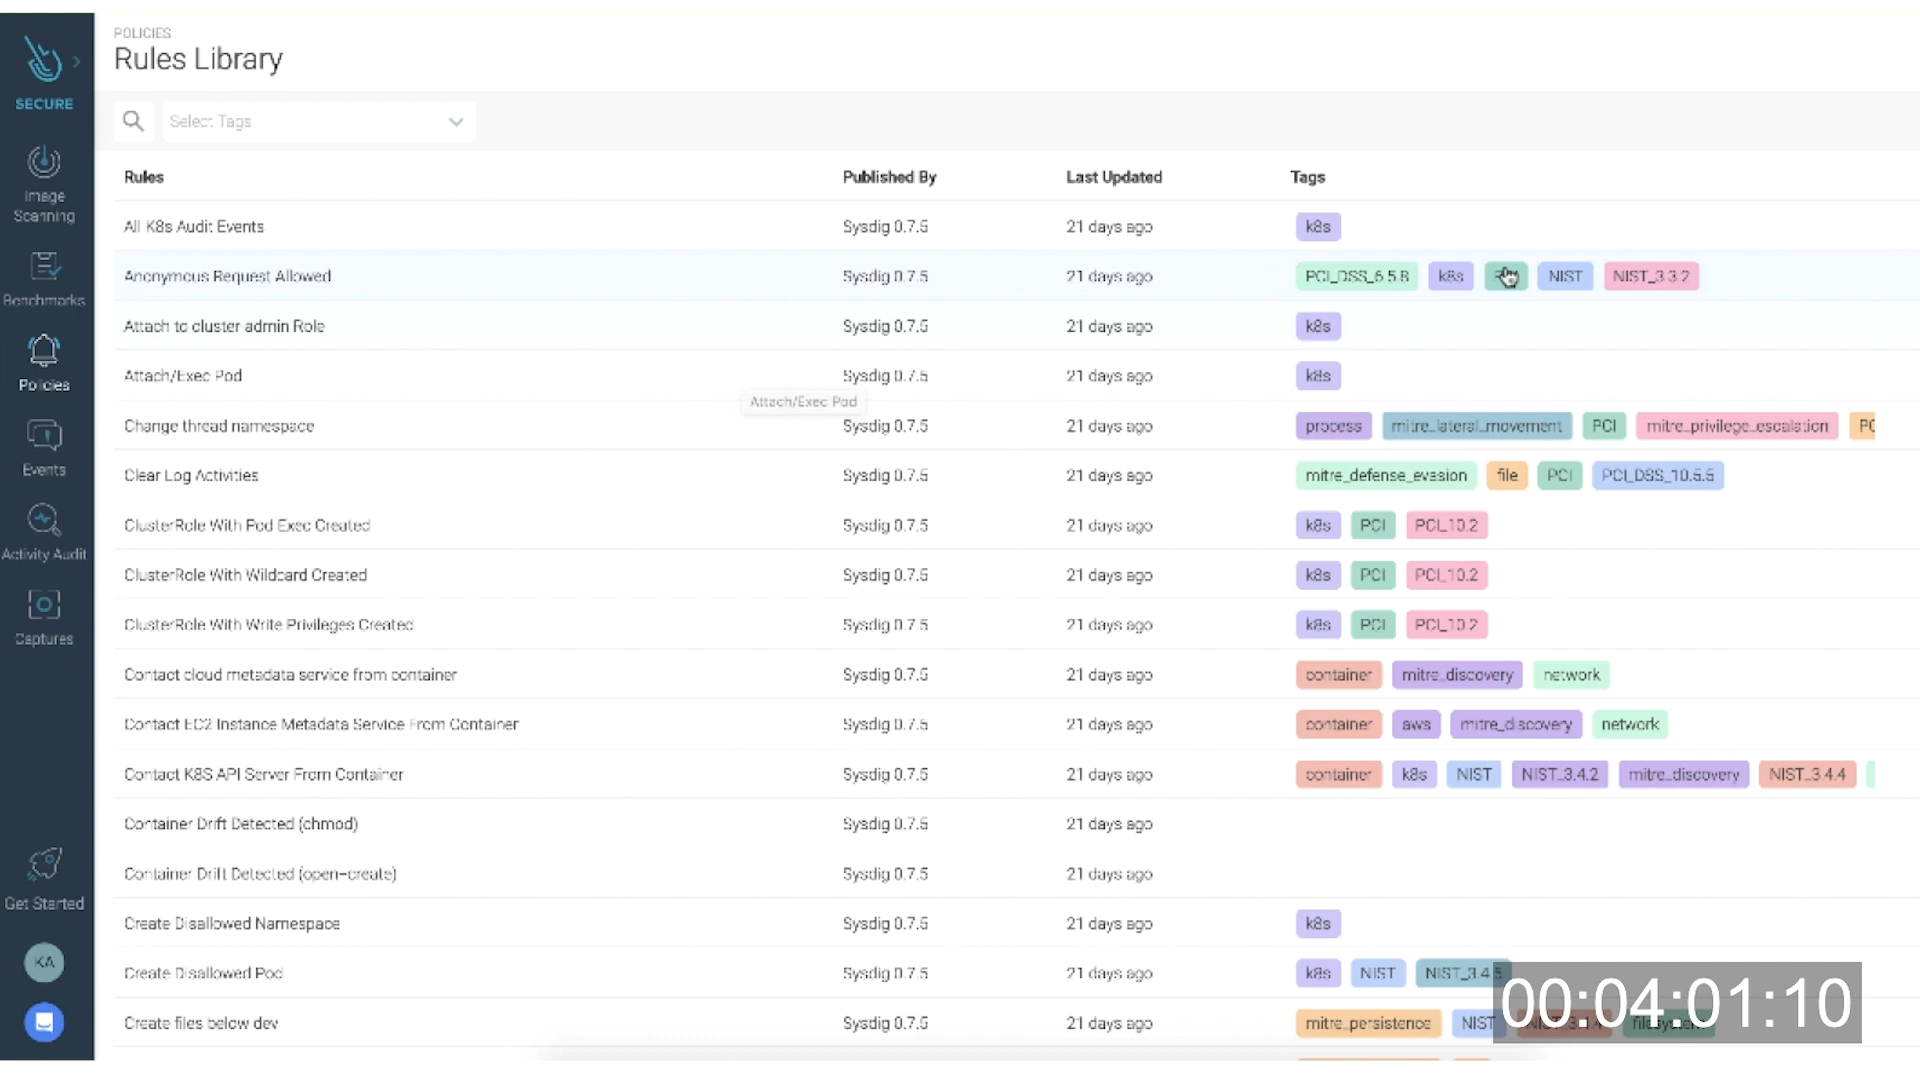 POLICIES
Rules Library
SECURE
Select Tags
Image
Scanning
Benchmarks
Policies
Events
Activity Audit
Captures
Get Started
KA
Rules Published By Last Updated Tags
All K8s Audit Events Sysdig 0.7.5 21 days ago k8s
Anonymous Request Allowed Sysdig 0.7.5 21 days ago PCI_DSS_6.5.8 k8s NIST NIST_3.3.2
Attach to cluster admin Role Sysdig 0.7.5 21 days ago k8s
Attach/Exec Pod Sysdig 0.7.5 21 days ago k8s
Attach/Exec Pod
Change thread namespace Sysdig 0.7.5 21 days ago process mitre_lateral_movement PCI mitre_privilege_escalation PC
Clear Log Activities Sysdig 0.7.5 21 days ago mitre_defense_evasion file PCI PCI_DSS_10.5.5
ClusterRole With Pod Exec Created Sysdig 0.7.5 21 days ago k8s PCI PCI_10.2
ClusterRole With Wildcard Created Sysdig 0.7.5 21 days ago k8s PCI PCI_10.2
ClusterRole With Write Privileges Created Sysdig 0.7.5 21 days ago k8s PCI PCI_10.2
Contact cloud metadata service from container Sysdig 0.7.5 21 days ago container mitre_discovery network
Contact EC2 Instance Metadata Service From Container Sysdig 0.7.5 21 days ago container aws mitre_discovery network
Contact K8S API Server From Container Sysdig 0.7.5 21 days ago container k8s NIST NIST_3.4.2 mitre_discovery NIST_3.4.4
Container Drift Detected (chmod) Sysdig 0.7.5 21 days ago
Container Drift Detected (open+create) Sysdig 0.7.5 21 days ago
Create Disallowed Namespace Sysdig 0.7.5 21 days ago k8s
Create Disallowed Pod Sysdig 0.7.5 21 days ago k8s NIST NIST_3.4.5
Create files below dev Sysdig 0.7.5 21 days ago mitre_persistence NIST filesystem
00:04:01:10